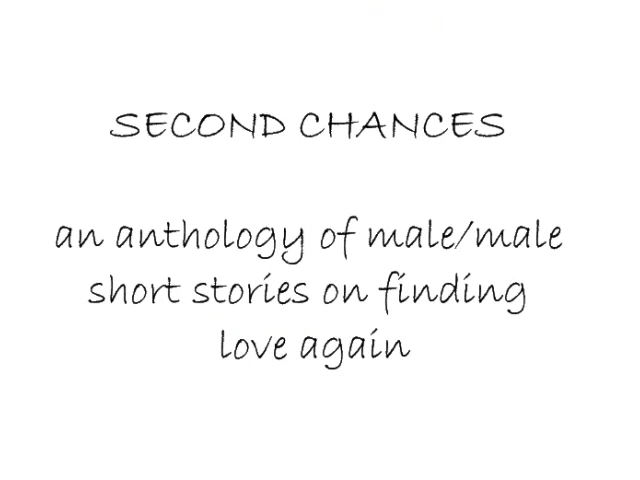 SECOND CHANCES
an anthology of male/male
short stories on finding
love again